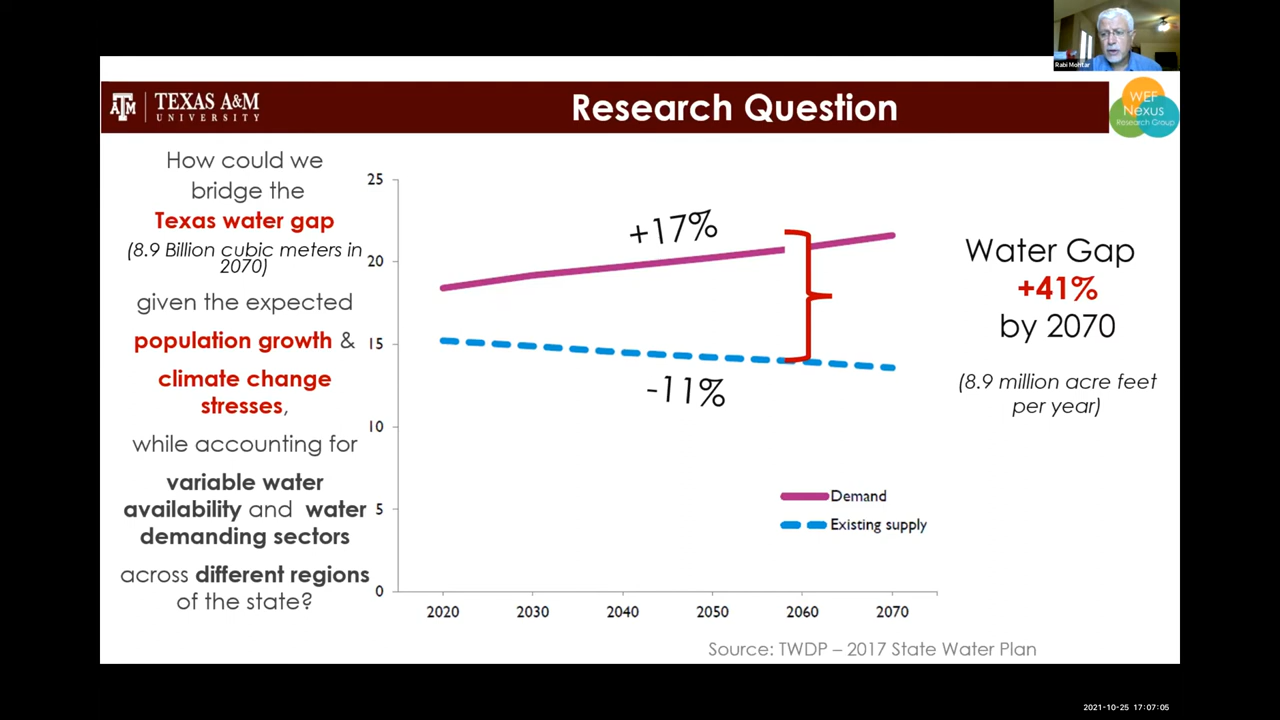 Rabi Mohtar
TEXAS A&M
UNIVERSITY
ATM
Research Question
WEF
Nexus
Research Group
How could we
bridge the
Texas water gap
(8.9 Billion cubic meters in
2070)
given the expected
population growth &
climate change
stresses,
while accounting for
variable water
availability and water
demanding sectors
across different regions
of the state?
25
20
15
10
5
0
+17%
-11%
Demand
Existing supply
2020 2030 2040 2050 2060 2070
Water Gap
+41%
by 2070
(8.9 million acre feet
per year)
Source: TWDP – 2017 State Water Plan
2021-10-25 17:07:05